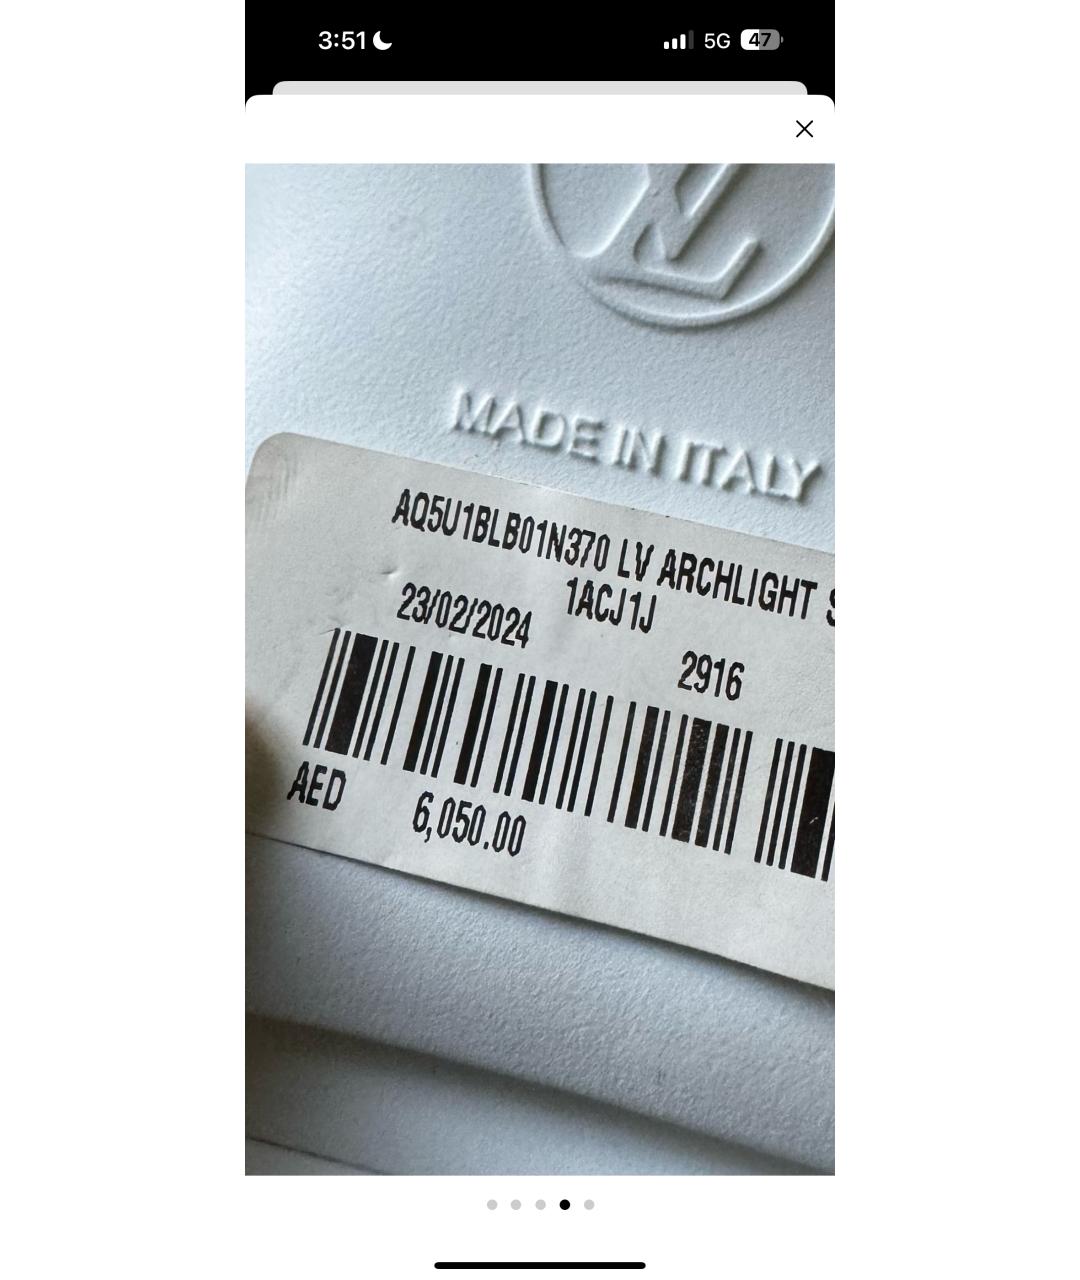 3:51
5G
47
LV
MADE IN ITALY
AQ5U1BLB01N370 LV ARCHLIGHT
1ACJ1J
23/02/2024
2916
AED 6,050.00